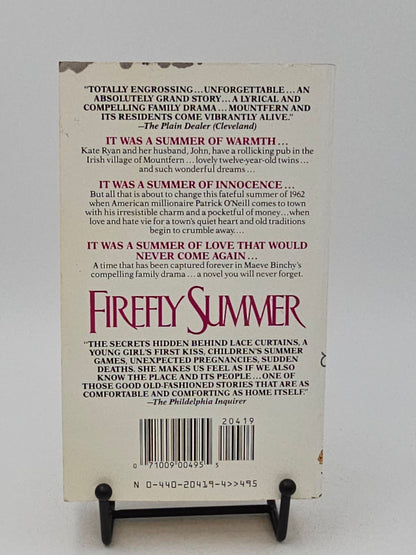 "TOTALLY ENGROSSING...UNFORGETTABLE...AN
ABSOLUTELY GRAND STORY...A LYRICAL AND
COMPELLING FAMILY DRAMA...MOUNTFERN AND
ITS RESIDENTS COME VIBRANTLY ALIVE."
—The Plain Dealer (Cleveland)
IT WAS A SUMMER OF WARMTH...
Kate Ryan and her husband, John, have a rollicking pub in the
Irish village of Mountfern...lovely twelve-year-old twins...
and such wonderful dreams...
IT WAS A SUMMER OF INNOCENCE...
But all that is about to change this fateful summer of 1962
when American millionaire Patrick O'Neill comes to town
with his irresistible charm and a pocketful of money...when
love and hate vie for a town's quiet heart and old traditions
begin to crumble away....
IT WAS A SUMMER OF LOVE THAT WOULD
NEVER COME AGAIN...
A time that has been captured forever in Maeve Binchy's
compelling family drama...a novel you will never forget.
FIREFLY SUMMER
"THE SECRETS HIDDEN BEHIND LACE CURTAINS, A
YOUNG GIRL'S FIRST KISS, CHILDREN'S SUMMER
GAMES, UNEXPECTED PREGNANCIES, SUDDEN
DEATHS. SHE MAKES US FEEL AS IF WE ALSO
KNOW THE PLACE AND ITS PEOPLE...ONE OF
THOSE GOOD OLD-FASHIONED STORIES THAT ARE AS
COMFORTABLE AND COMFORTING AS HOME ITSELF."
—The Phildelphia Inquirer
20419
0 71009 00495 3
N 0-440-20419-4>>495